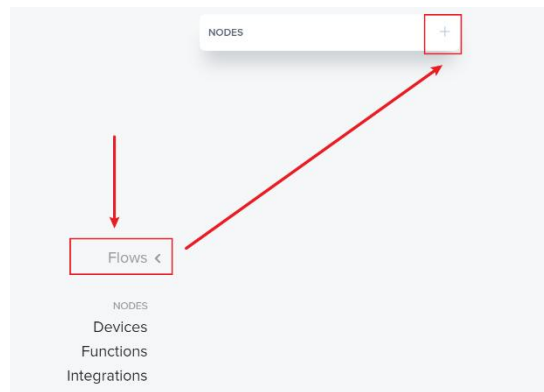 NODES +
Flows <
NODES
Devices
Functions
Integrations